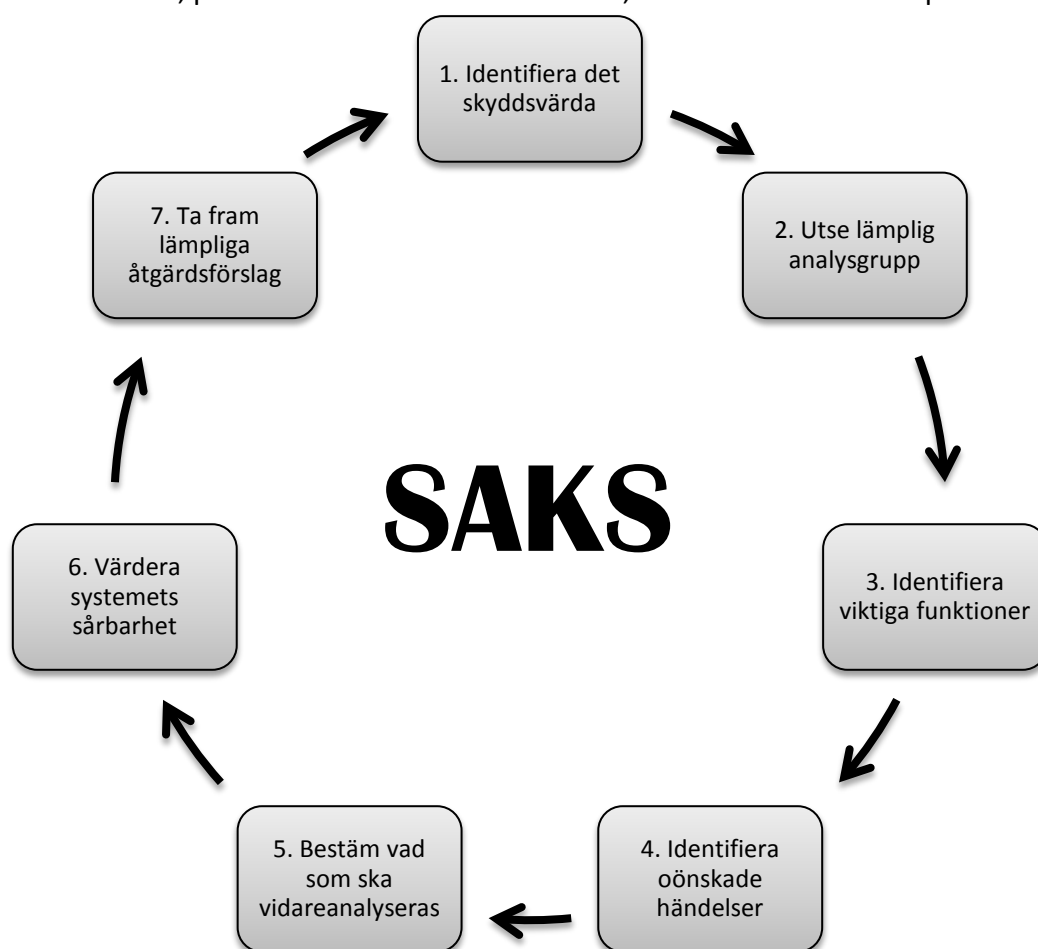 1. Identifiera det
skyddsvärda
2. Utse lämplig
analysgrupp
3. Identifiera
viktiga funktioner
4. Identifiera
oönskade
händelser
5. Bestäm vad
som ska
vidareanalyseras
6. Värdera
systemets
sårbarhet
7. Ta fram
lämpliga
åtgärdsförslag
SAKS